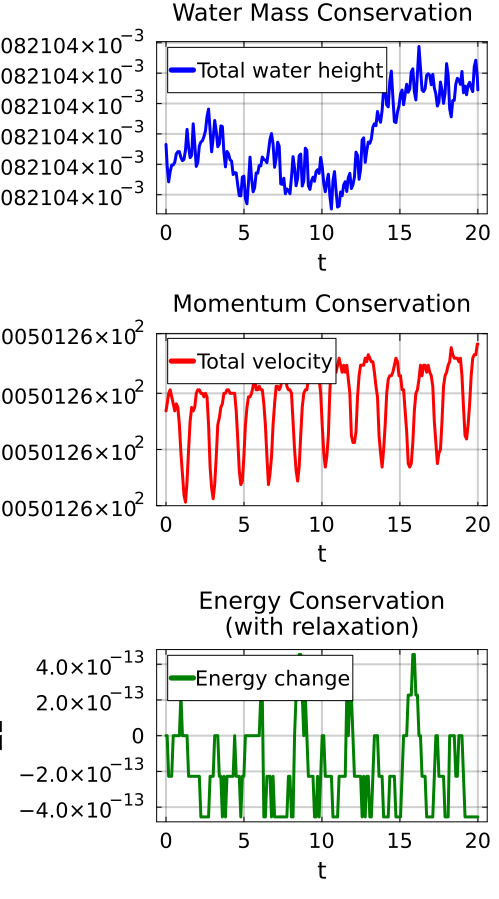 Water Mass Conservation
082104×10⁻³
082104×10⁻³
082104×10⁻³
082104×10⁻³
082104×10⁻³
082104×10⁻³
Total water height
0 5 10 15 20
t
Momentum Conservation
0050126×10²
0050126×10²
0050126×10²
0050126×10²
Total velocity
0 5 10 15 20
t
Energy Conservation
(with relaxation)
4.0×10⁻¹³
2.0×10⁻¹³
0
−2.0×10⁻¹³
−4.0×10⁻¹³
Energy change
0 5 10 15 20
t